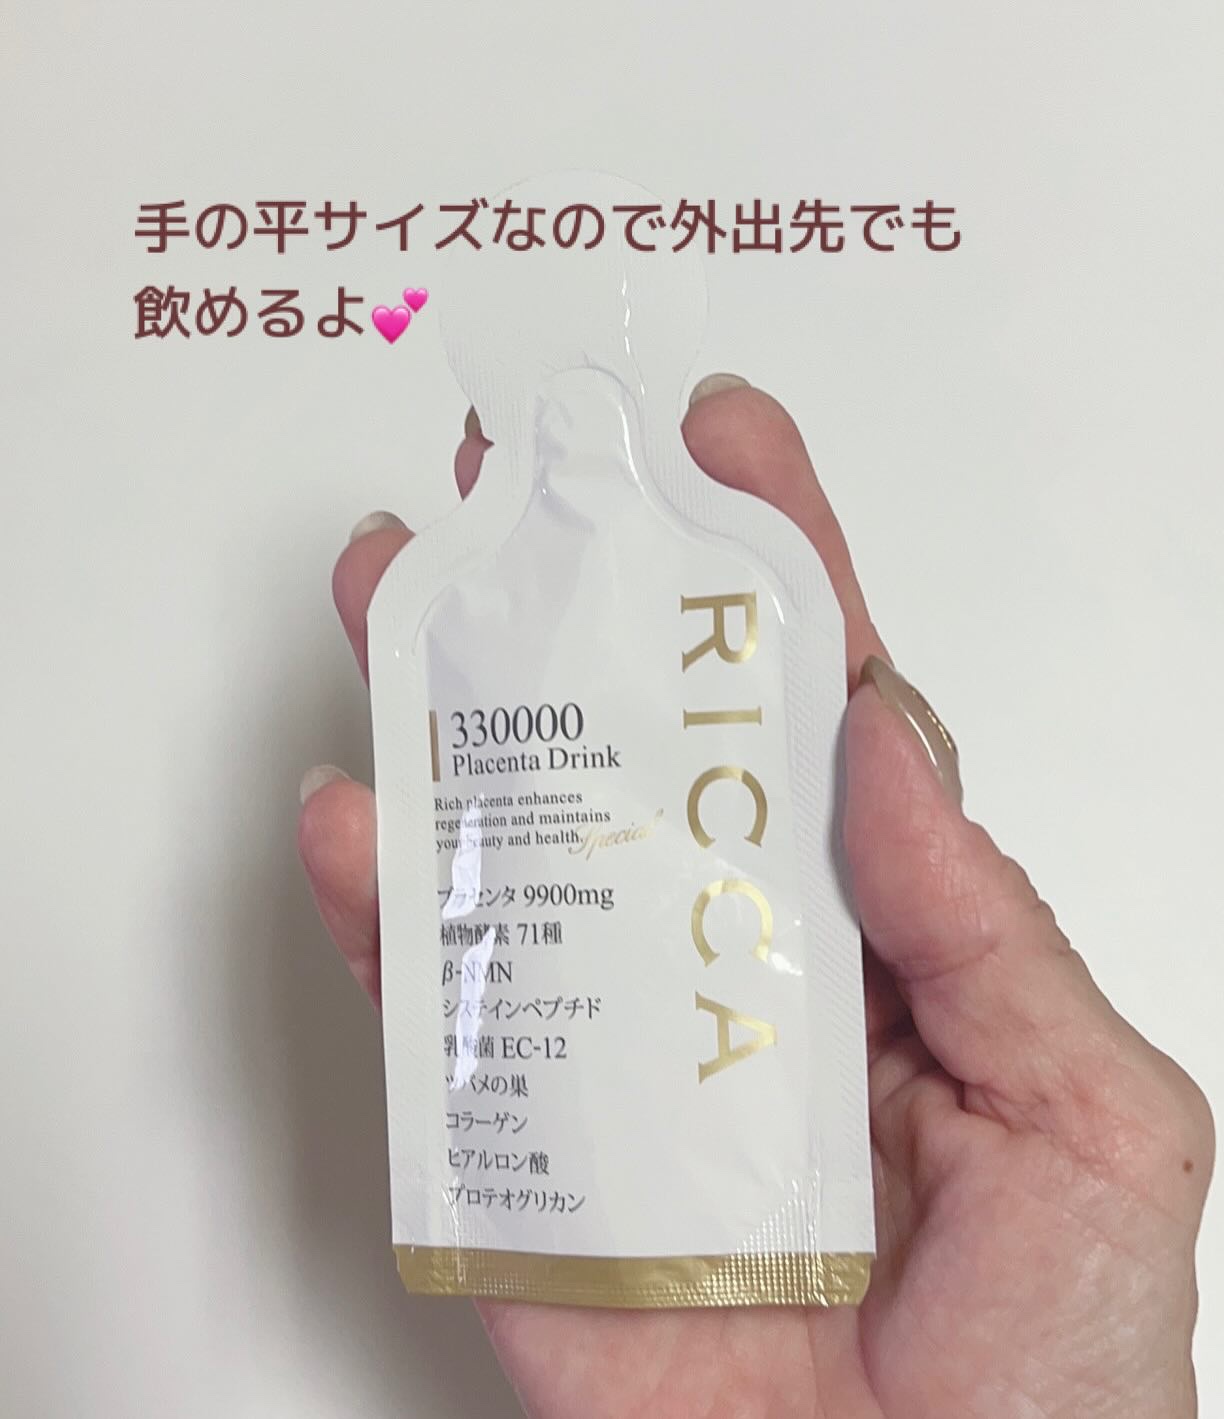 手の平サイズなので外出先でも
飲めるよ💕
RICCA
330000
Placenta Drink
Rich placenta enhances
regeneration and maintains
your beauty and health.
Special
プラセンタ 9900mg
植物酵素 71種
β-NMN
システインペプチド
乳酸菌 EC-12
ツバメの巣
コラーゲン
ヒアルロン酸
プロテオグリカン